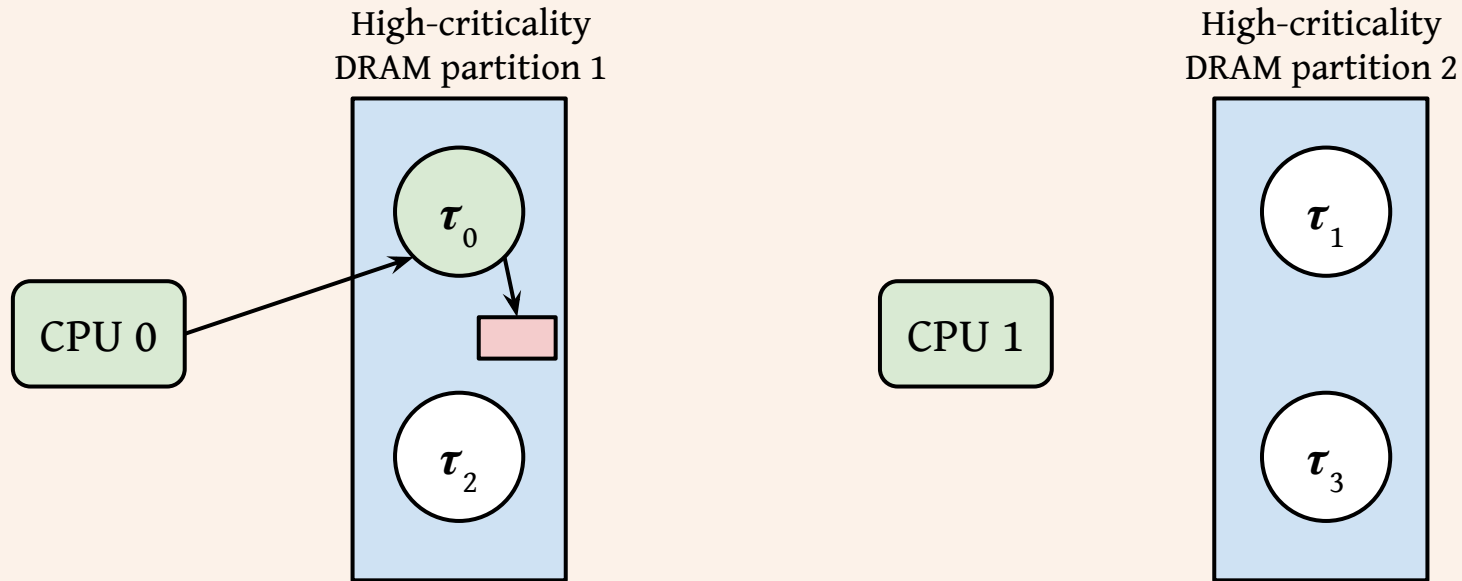 High-criticality
DRAM partition 1
High-criticality
DRAM partition 2
τ₀
τ₁
CPU 0
CPU 1
τ₂
τ₃